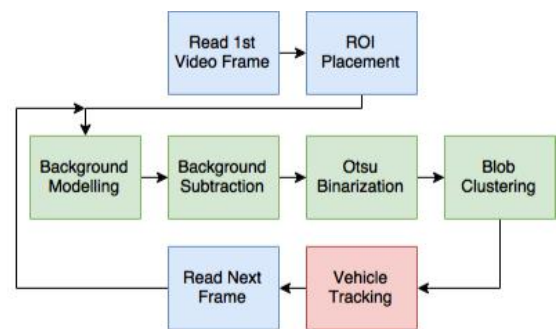 Read 1st
Video Frame
ROI
Placement
Background
Modelling
Background
Subtraction
Otsu
Binarization
Blob
Clustering
Read Next
Frame
Vehicle
Tracking